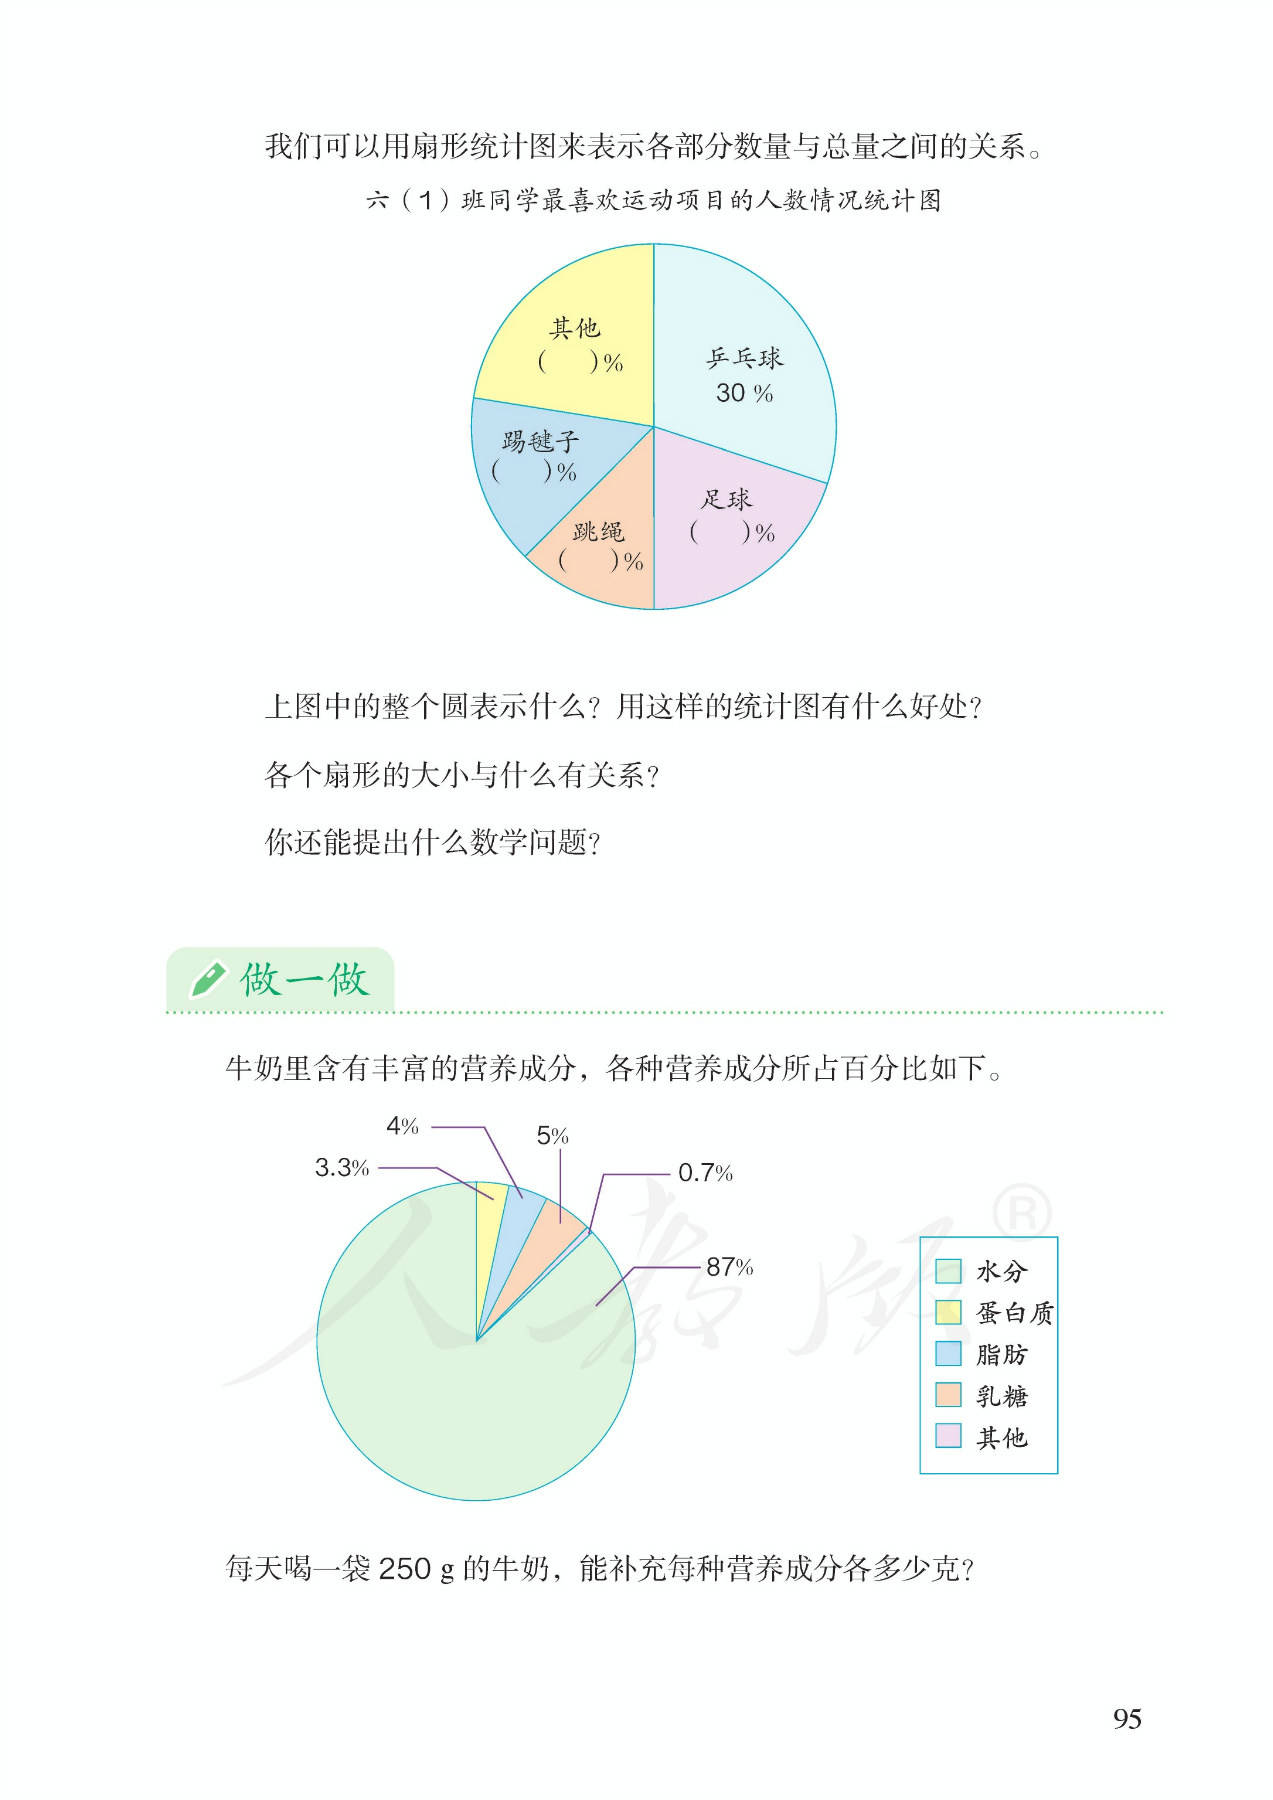 我们可以用扇形统计图来表示各部分数量与总量之间的关系。
六（1）班同学最喜欢运动项目的人数情况统计图
其他
(　　)%
乒乓球
30 %
踢毽子
(　　)%
足球
(　　)%
跳绳
(　　)%
上图中的整个圆表示什么？用这样的统计图有什么好处？
各个扇形的大小与什么有关系？
你还能提出什么数学问题？
做一做
牛奶里含有丰富的营养成分，各种营养成分所占百分比如下。
4%
5%
3.3%
0.7%
87%
人教版®
水分
蛋白质
脂肪
乳糖
其他
每天喝一袋 250 g 的牛奶，能补充每种营养成分各多少克？
95